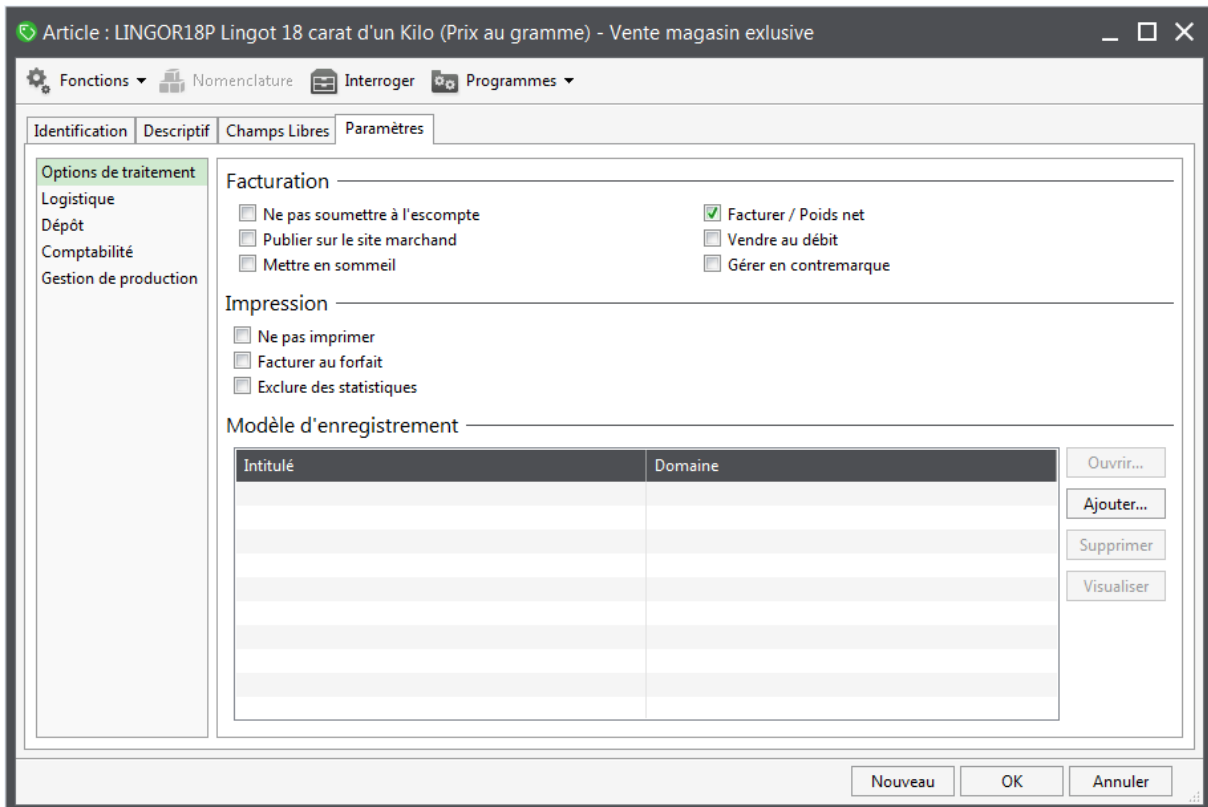 Article : LINGOR18P Lingot 18 carat d'un Kilo (Prix au gramme) - Vente magasin exlusive
Fonctions Nomenclature Interroger Programmes
Identification Descriptif Champs Libres Paramètres
Options de traitement
Logistique
Dépôt
Comptabilité
Gestion de production
Facturation
Ne pas soumettre à l'escompte Facturer / Poids net
Publier sur le site marchand Vendre au débit
Mettre en sommeil Gérer en contremarque
Impression
Ne pas imprimer
Facturer au forfait
Exclure des statistiques
Modèle d'enregistrement
Intitulé Domaine
Ouvrir...
Ajouter...
Supprimer
Visualiser
Nouveau OK Annuler